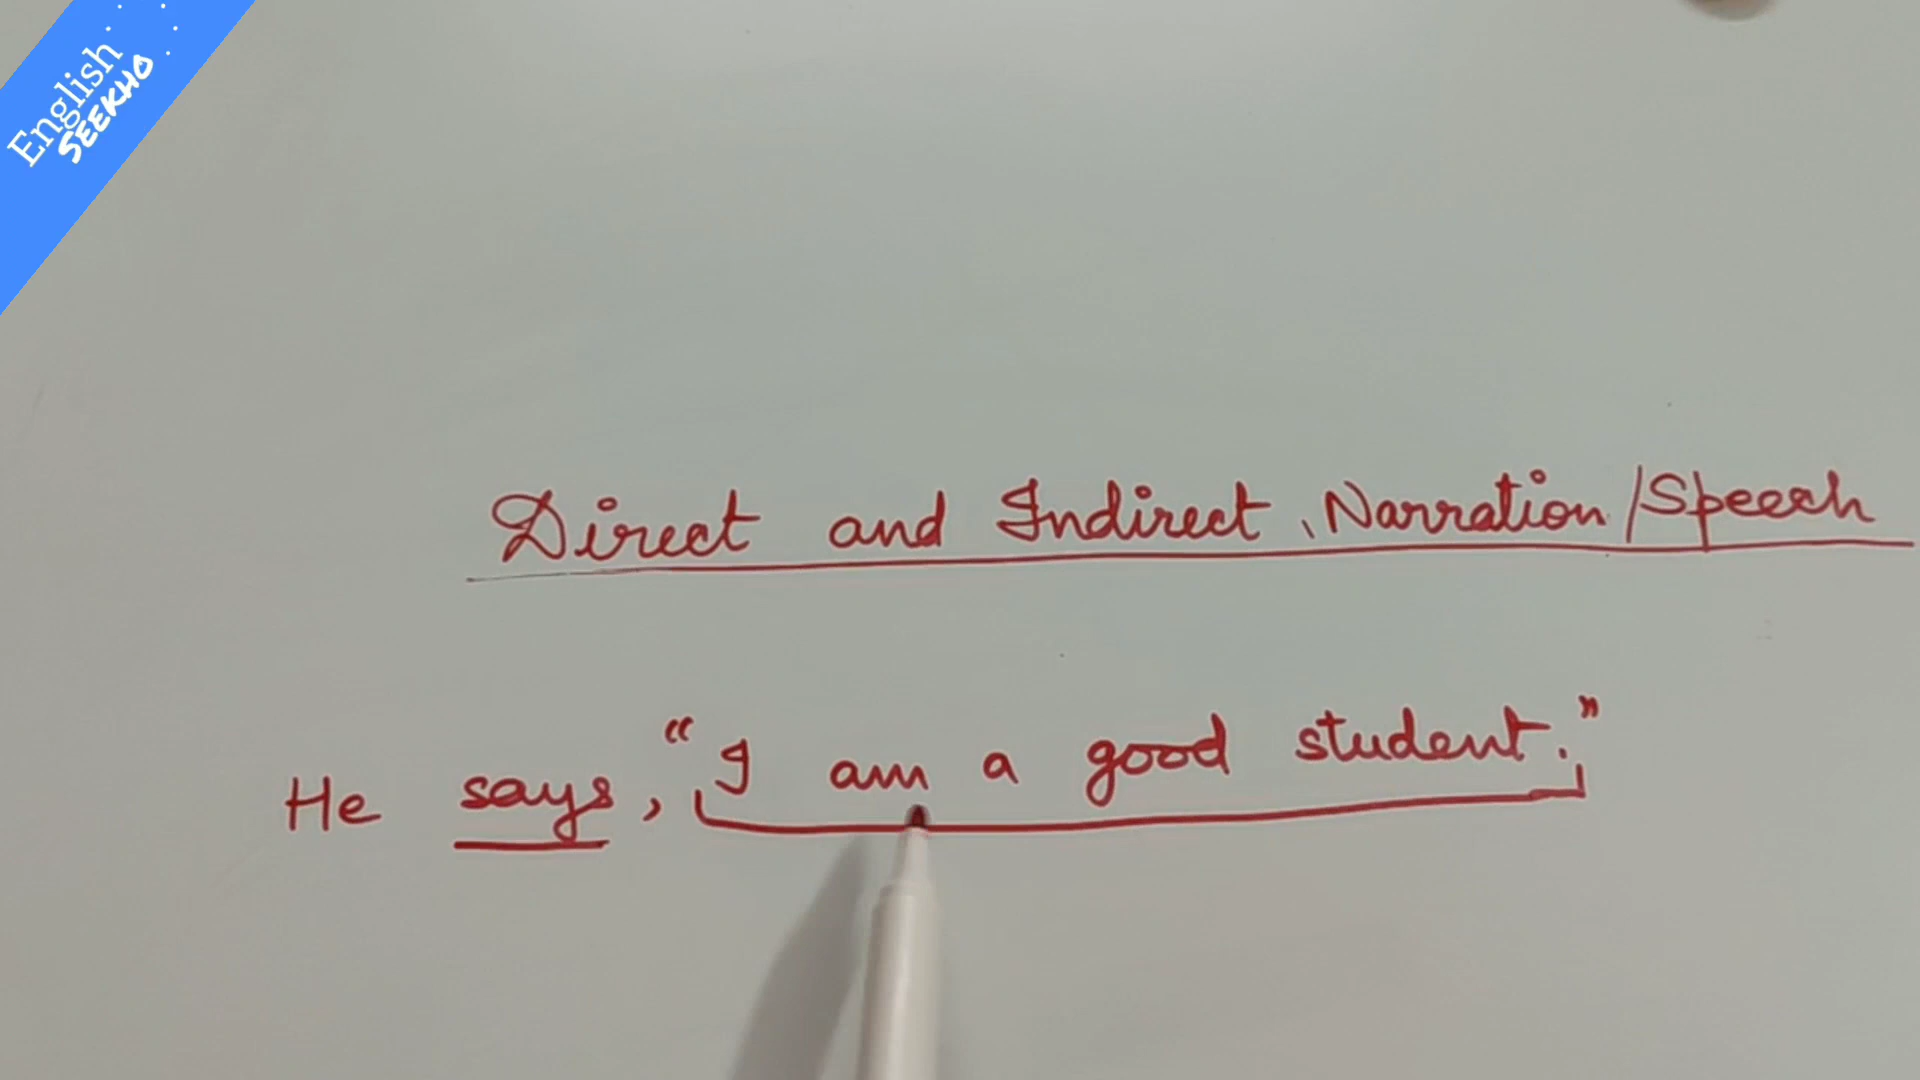 English
SEEKHO
Direct and Indirect, Narration/Speech
He says, “I am a good student.”